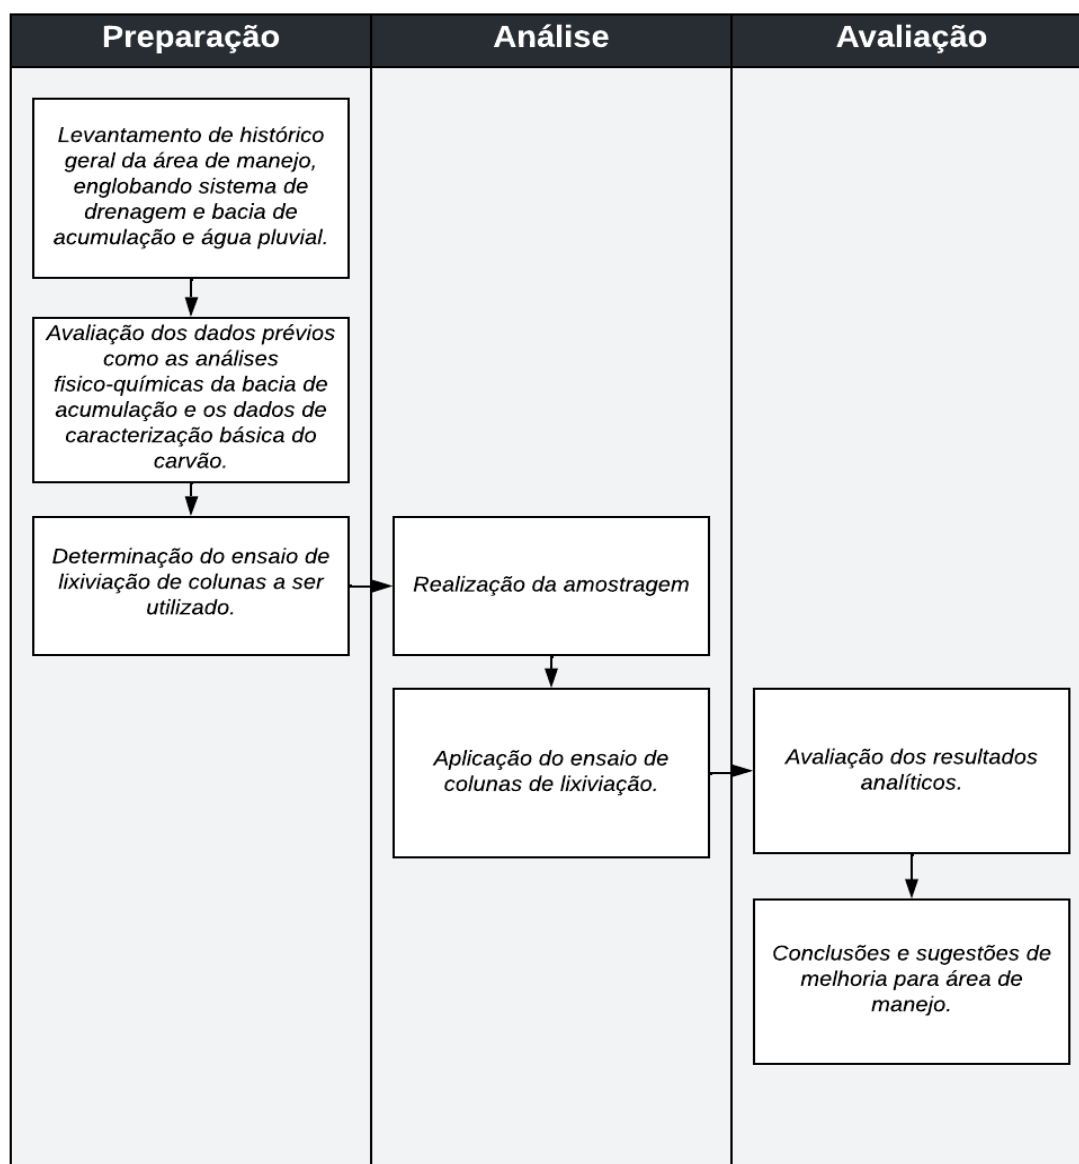 Preparação
Análise
Avaliação
Levantamento de histórico
geral da área de manejo,
englobando sistema de
drenagem e bacia de
acumulação e água pluvial.
Avaliação dos dados prévios
como as análises
fisico-químicas da bacia de
acumulação e os dados de
caracterização básica do
carvão.
Determinação do ensaio de
lixiviação de colunas a ser
utilizado.
Realização da amostragem
Aplicação do ensaio de
colunas de lixiviação.
Avaliação dos resultados
analíticos.
Conclusões e sugestões de
melhoria para área de
manejo.